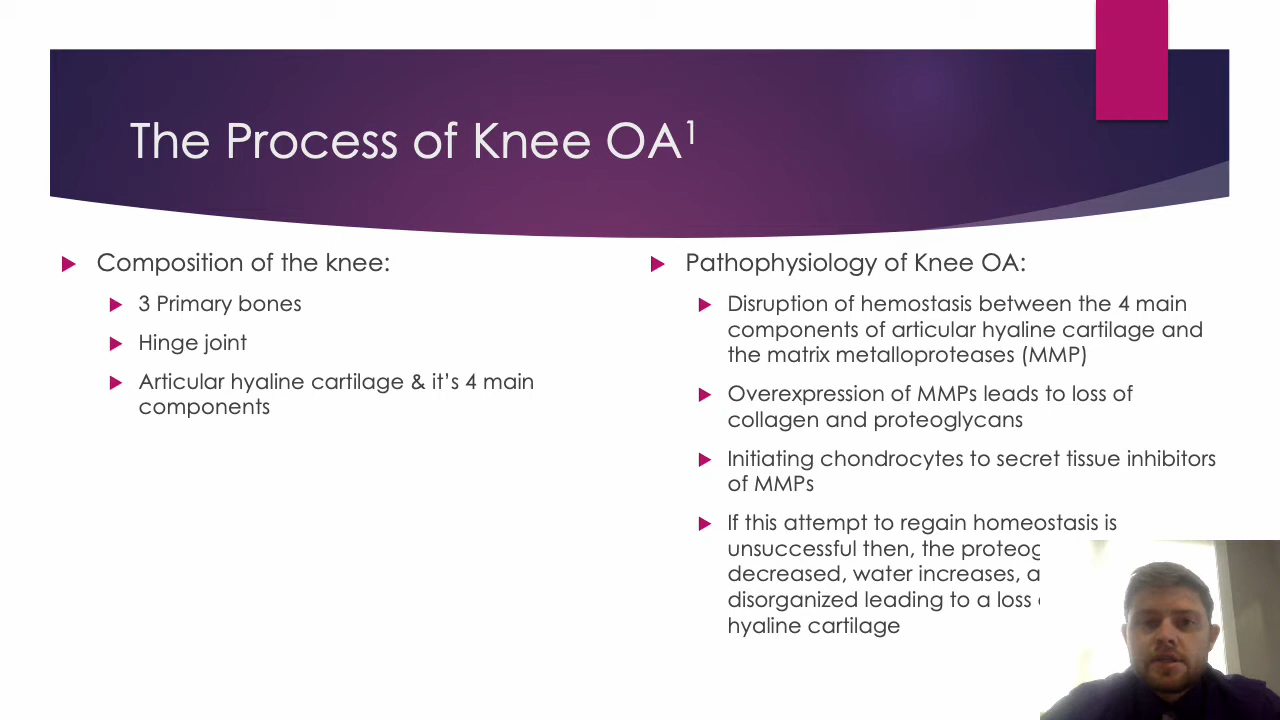 The Process of Knee OA¹
Composition of the knee:
3 Primary bones
Hinge joint
Articular hyaline cartilage & it’s 4 main
components
Pathophysiology of Knee OA:
Disruption of hemostasis between the 4 main
components of articular hyaline cartilage and
the matrix metalloproteases (MMP)
Overexpression of MMPs leads to loss of
collagen and proteoglycans
Initiating chondrocytes to secret tissue inhibitors
of MMPs
If this attempt to regain homeostasis is
unsuccessful then, the
decreased, water increases,
disorganized leading to a loss
hyaline cartilage